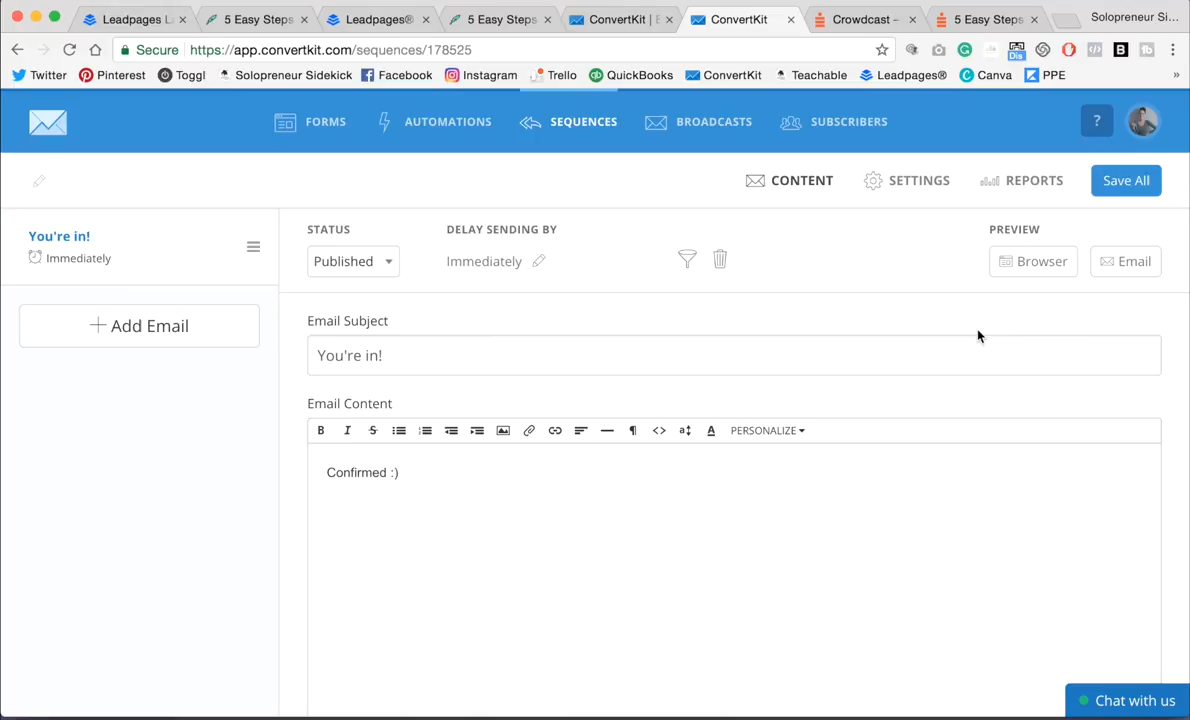 Leadpages L
5 Easy Steps
Leadpages®
5 Easy Steps
ConvertKit | E
ConvertKit
Crowdcast –
5 Easy Steps
Solopreneur Si...
Secure https://app.convertkit.com/sequences/178525
Twitter Pinterest Toggl Solopreneur Sidekick Facebook Instagram Trello QuickBooks ConvertKit Teachable Leadpages® Canva PPE »
FORMS AUTOMATIONS SEQUENCES BROADCASTS SUBSCRIBERS ?
CONTENT SETTINGS REPORTS Save All
You're in!
Immediately
+ Add Email
STATUS DELAY SENDING BY PREVIEW
Published Immediately Browser Email
Email Subject
You're in!
Email Content
B I S ¶ <> A PERSONALIZE
Confirmed :)
Chat with us